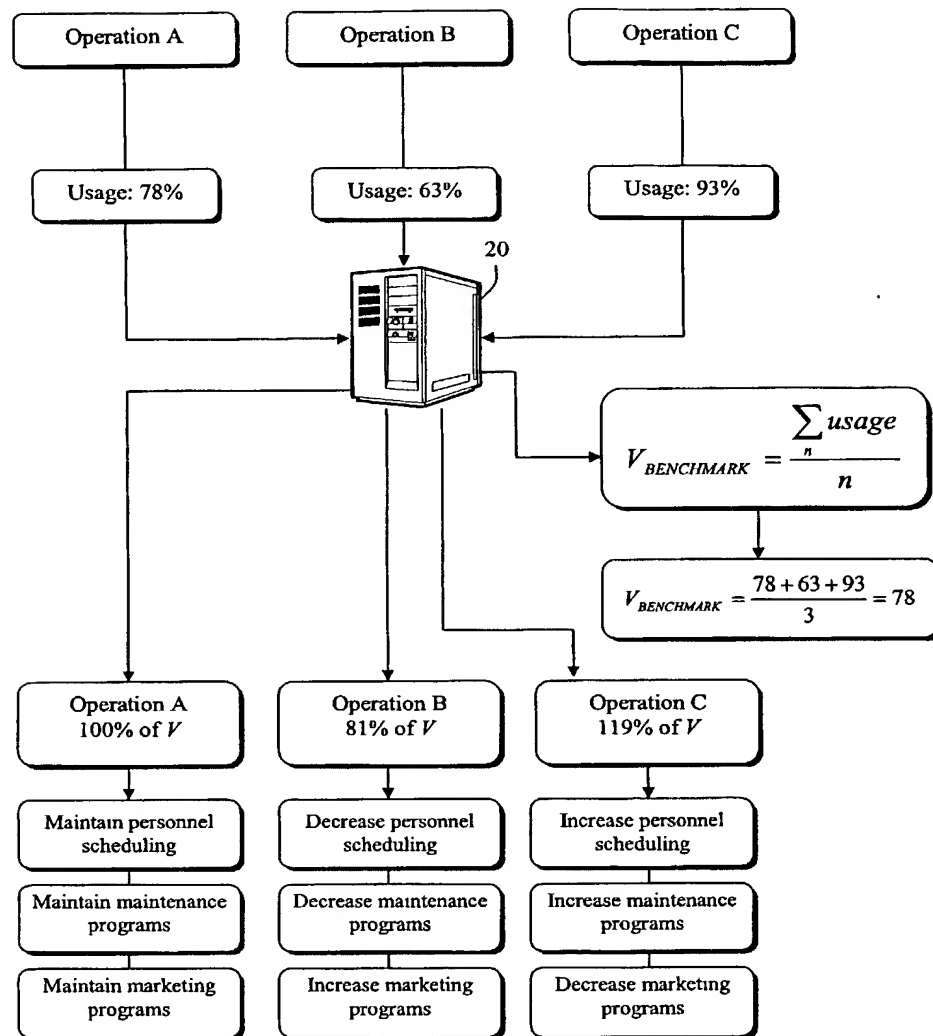 Operation A
Operation B
Operation C
Usage: 78%
Usage: 63%
Usage: 93%
20
V_BENCHMARK = ∑_n usage / n
V_BENCHMARK = (78 + 63 + 93) / 3 = 78
Operation A
100% of V
Operation B
81% of V
Operation C
119% of V
Maintain personnel
scheduling
Decrease personnel
scheduling
Increase personnel
scheduling
Maintain maintenance
programs
Decrease maintenance
programs
Increase maintenance
programs
Maintain marketing
programs
Increase marketing
programs
Decrease marketing
programs